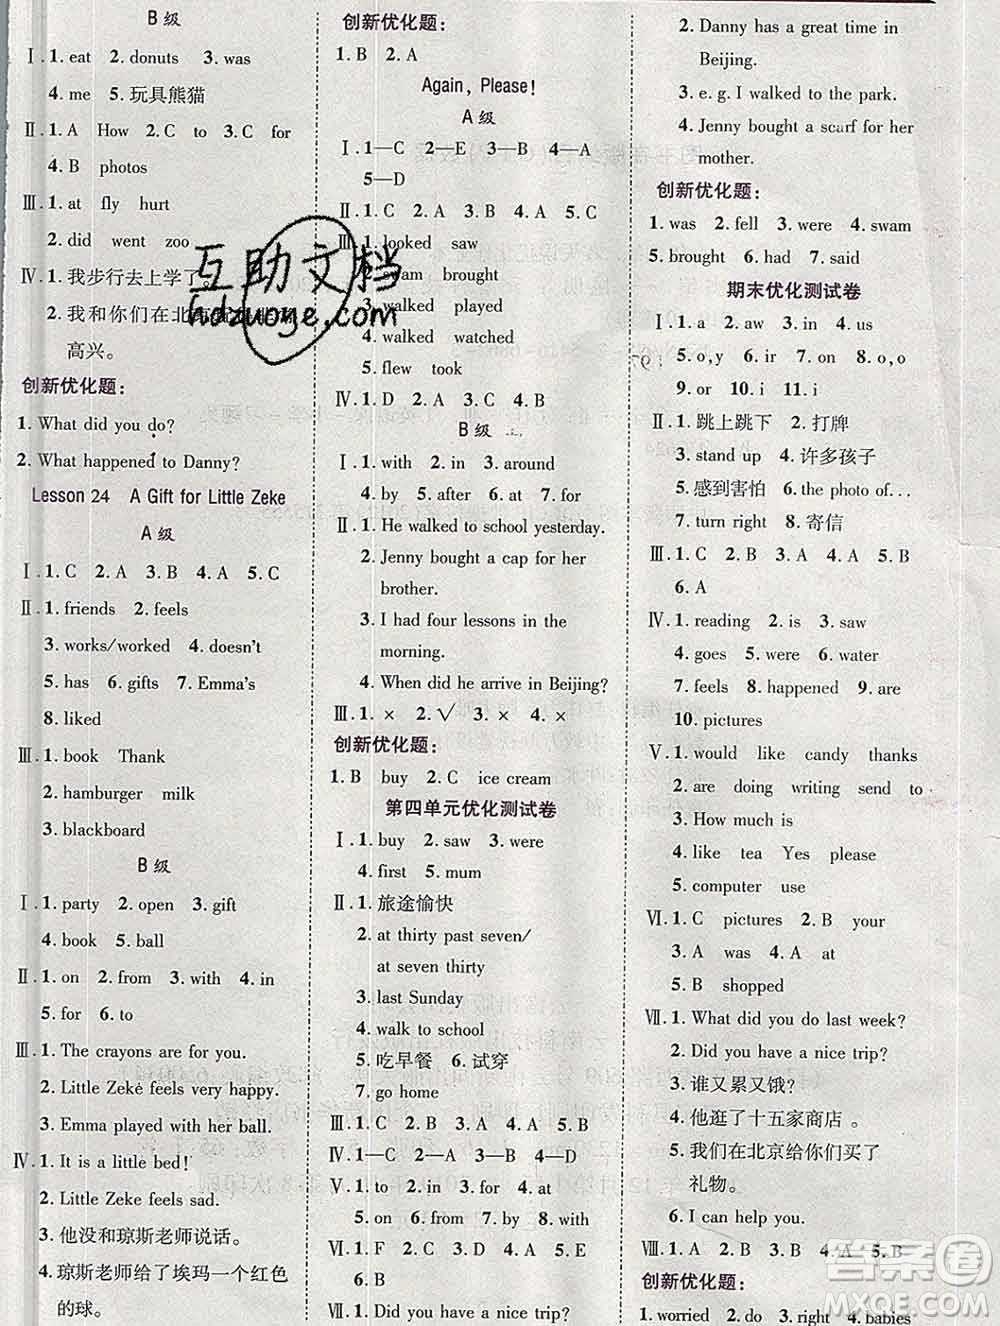 B 级
Ⅰ. 1. eat 2. donuts 3. was
4. me 5. 玩具熊猫
Ⅱ. 1. A How 2. C to 3. C for
4. B photos
Ⅲ. 1. at fly hurt
2. did went zoo
Ⅳ. 1. 我步行去上学了。
2. 我和你们在北京
高兴。
创新优化题：
1. What did you do?
2. What happened to Danny?
Lesson 24 A Gift for Little Zeke
A 级
Ⅰ. 1. C 2. A 3. B 4. A 5. C
Ⅱ. 1. friends 2. feels
3. works/worked 4. doesn't
5. has 6. gifts 7. Emma's
8. liked
Ⅲ. 1. book Thank
2. hamburger milk
3. blackboard
B 级
Ⅰ. 1. party 2. open 3. gift
4. book 5. ball
Ⅱ. 1. on 2. from 3. with 4. in
5. for 6. to
Ⅲ. 1. The crayons are for you.
2. Little Zeke feels very happy.
3. Emma played with her ball.
Ⅳ. 1. It is a little bed!
2. Little Zeke feels sad.
3. 他没和琼斯老师说话。
4. 琼斯老师给了埃玛一个红色
的球。
创新优化题：
1. B 2. A
Again, Please!
A 级
Ⅰ. 1—C 2—E 3—B 4—A
5—D
Ⅱ. 1. C 2. A 3. B 4. A 5. C
Ⅲ. 1. looked saw
2. swam brought
3. walked played
4. walked watched
5. flew took
Ⅳ. 1. D 2. A 3. B 4. C
B 级
Ⅰ. 1. with 2. around 3. in
4. by 5. after 6. at 7. for
Ⅱ. 1. He walked to school yesterday.
2. Jenny bought a cap for her
brother.
3. I had four lessons in the
morning.
4. When did he arrive in Beijing?
Ⅲ. 1. × 2. √ 3. × 4. ×
创新优化题：
1. B buy 2. C ice cream
第四单元优化测试卷
Ⅰ. 1. buy 2. saw 3. were
4. first 5. mum
Ⅱ. 1. 旅途愉快
2. at thirty past seven/
at seven thirty
3. last Sunday
4. walk to school
5. 吃早餐 6. 试穿
7. go home
Ⅲ. 1. B 2. C 3. A 4. C 5. B
Ⅳ. 1—C 2—B 3—A 4—D
Ⅴ. 1. to 2. in 3. for 4. at
5. on 6. from 7. with
Ⅵ. 1. F 2. C 3. D 4. E 5. A
6. B
Ⅶ. 1. Did you have a nice trip?
2. Danny has a great time in
Beijing.
3. e. g. I walked to the park.
4. Jenny bought a scarf for her
mother.
创新优化题：
1. was 2. fell 3. were 4. swam
5. brought 6. had 7. said
期末优化测试卷
Ⅰ. 1. a 2. au 3. u 4. in
5. o, y 6. ir 7. on 8. o, o
9. or 10. i 11. i
Ⅱ. 1. 跳上跳下 2. 打牌
3. stand up 4. 许多孩子
5. 感到害怕 6. the photo of...
7. turn right 8. 寄信
Ⅲ. 1. C 2. A 3. C 4. A 5. B
6. A
Ⅳ. 1. reading 2. is 3. saw
4. goes 5. were 6. water
7. feels 8. happened 9. are
10. pictures
Ⅴ. 1. would like candy thanks
2. are doing writing send to
3. How much is
4. like tea Yes please
5. computer use
Ⅵ. 1. C pictures 2. B your
3. A was 4. A at
5. B shopped
Ⅶ. 1. What did you do last week?
2. Did you have a nice trip?
3. 谁又累又饿?
4. 他逛了十五家商店。
5. 我们在北京给你们买了
礼物。
6. I can help you.
Ⅷ. 1. C 2. B 3. A 4. A 5. B
创新优化题：
1. worried 2. do 3. right 4. babies
互助文档
hdzuoye.com
答案圈
MXQE.COM